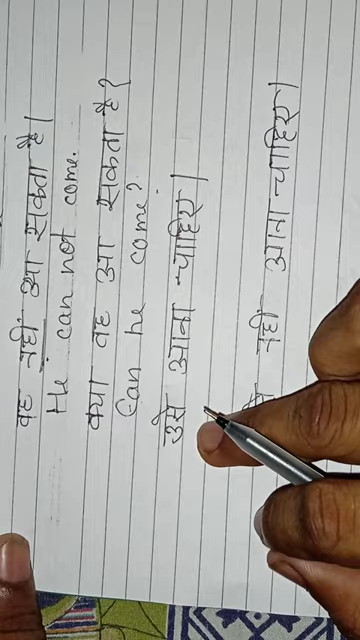 वह नहीं आ सकता है।
He can not come.
क्या वह आ सकता है?
Can he come?
उसे आना चाहिए।
नहीं आना चाहिए।